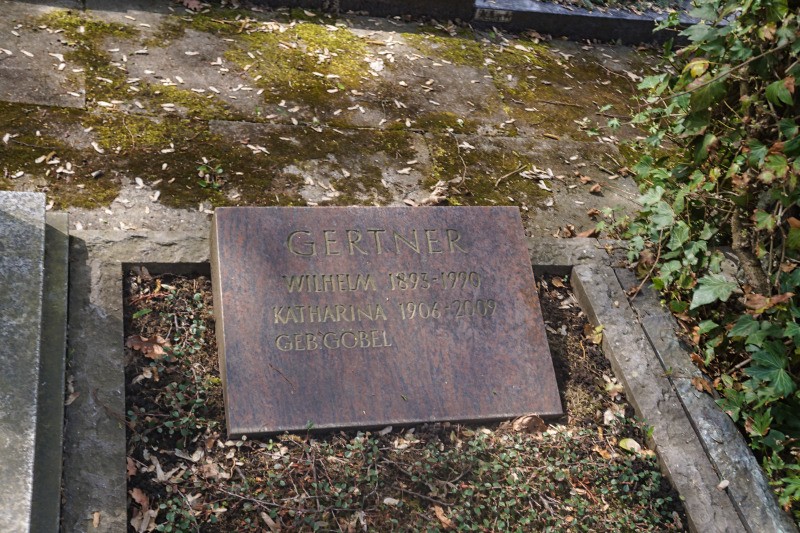 GERTNER
WILHELM 1893-1990
KATHARINA 1906-2009
GEB.GÖBEL